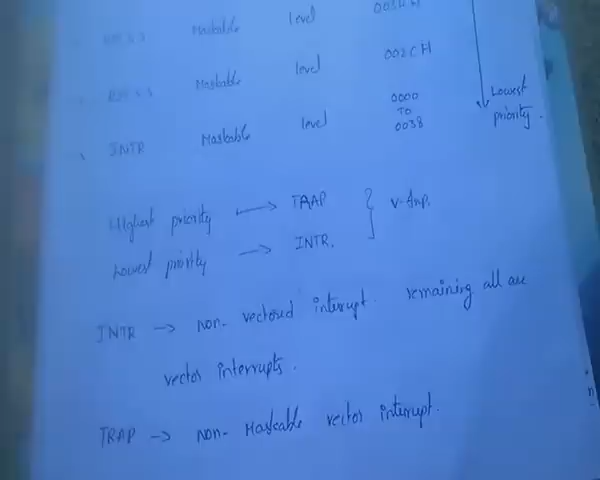 Maskable level
Maskable level 002CH
INTR Maskable level 0000 TO 0038
Lowest priority.
Highest priority → TRAP
V-Imp.
Lowest priority → INTR.
INTR → non-vectored interrupt. remaining all are
vector interrupts.
TRAP → non-Maskable vector interrupt.